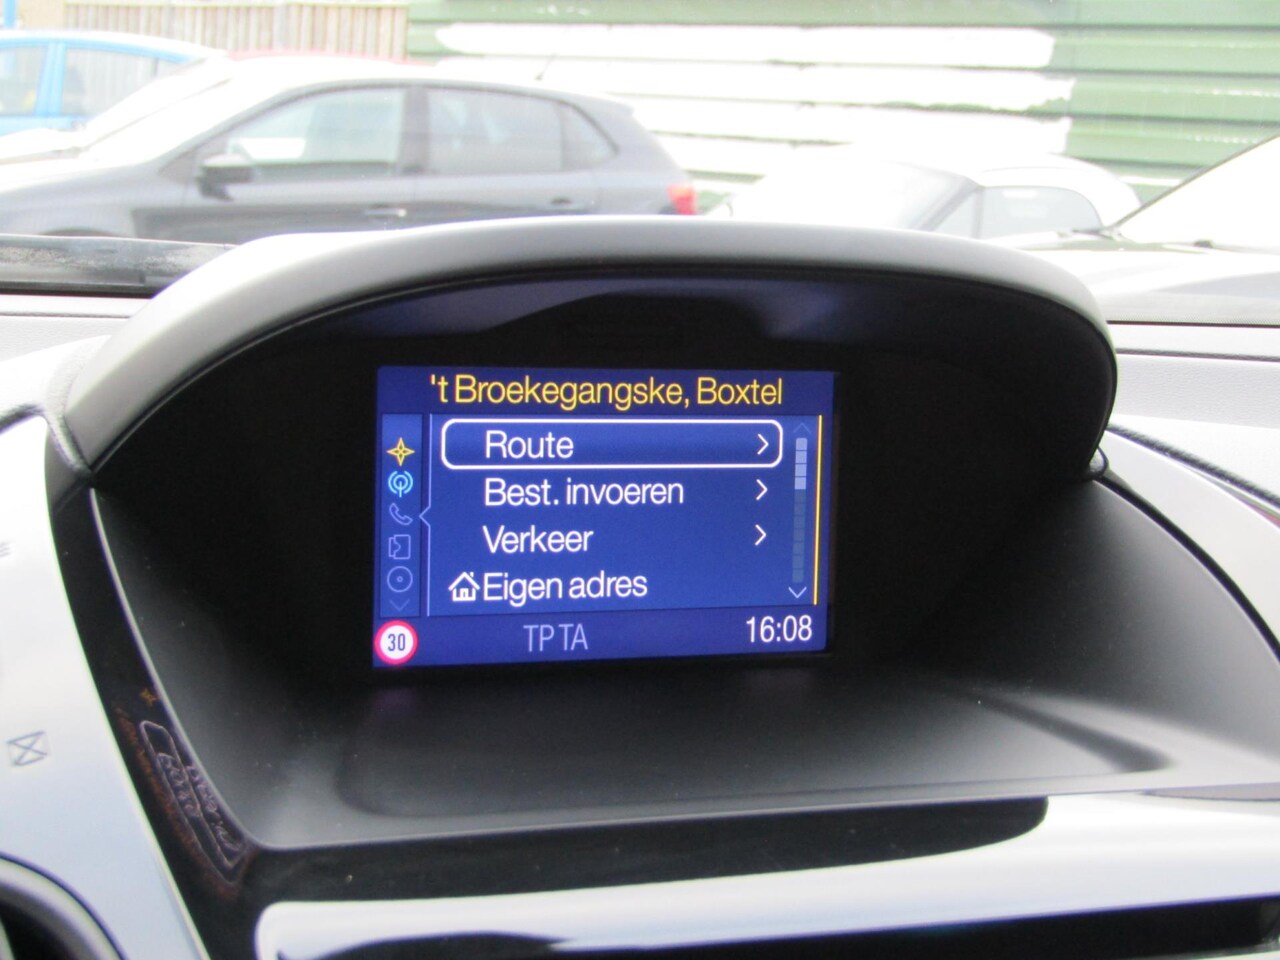 't Broekegangske, Boxtel
Route
Best. invoeren
Verkeer
Eigen adres
30 TP TA 16:08